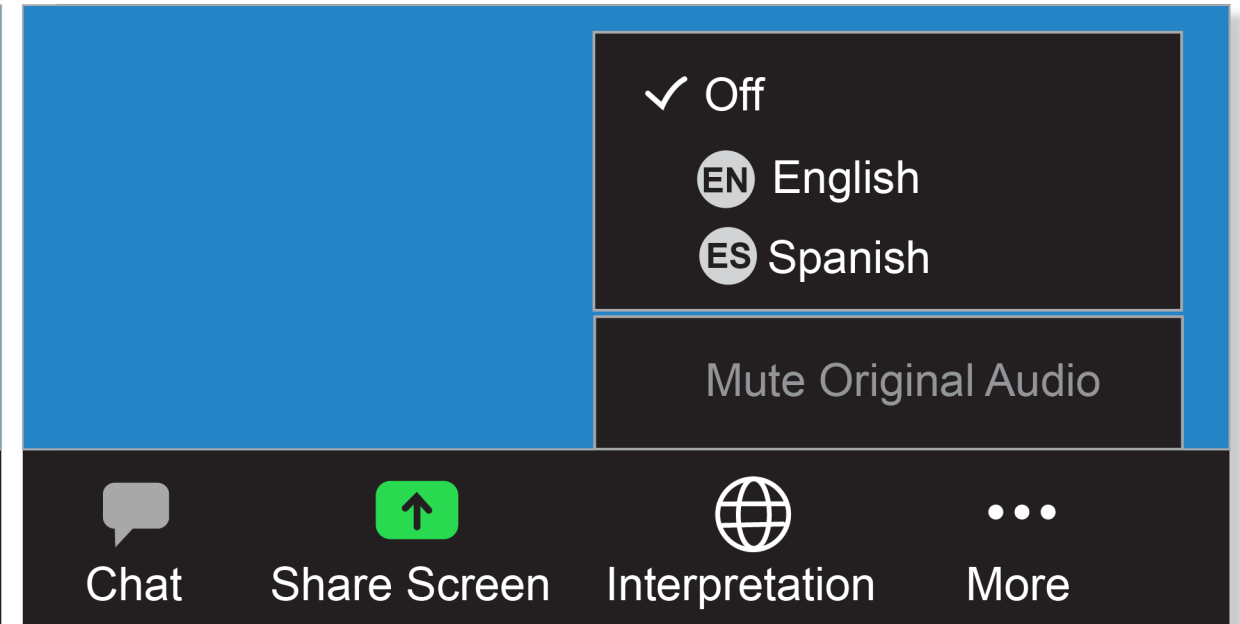 Off
EN English
ES Spanish
Mute Original Audio
Chat Share Screen Interpretation More